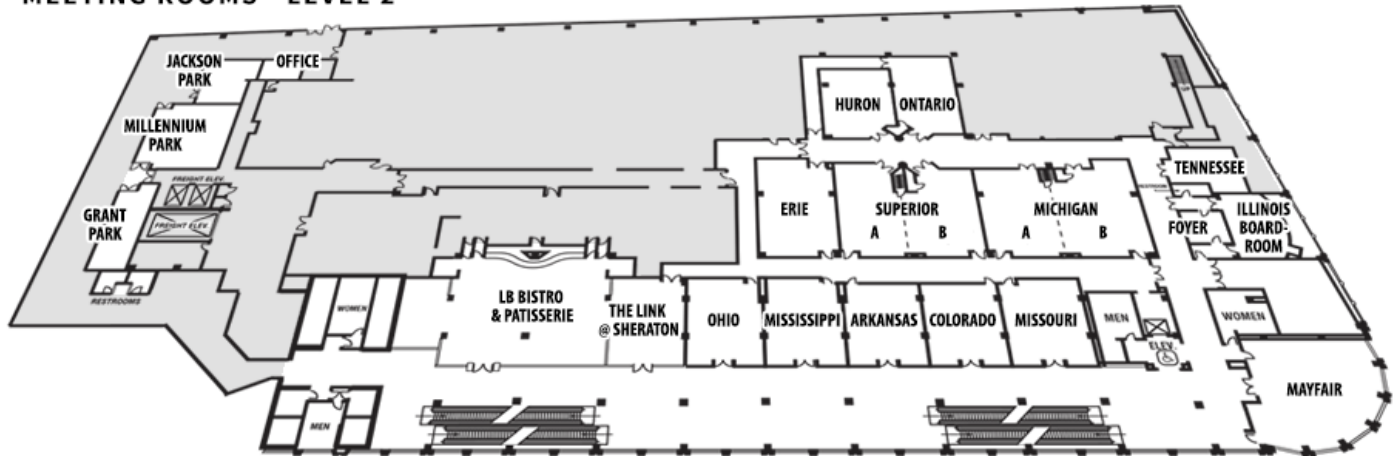 MEETING ROOMS - LEVEL 2
JACKSON
PARK
OFFICE
MILLENNIUM
PARK
FREIGHT ELEV.
FREIGHT ELEV.
GRANT
PARK
RESTROOMS
HURON
ONTARIO
UP
TENNESSEE
RESTROOM
ERIE
SUPERIOR
A
B
MICHIGAN
A
B
FOYER
ILLINOIS
BOARD-
ROOM
WOMEN
LB BISTRO
& PATISSERIE
THE LINK
@ SHERATON
OHIO
MISSISSIPPI
ARKANSAS
COLORADO
MISSOURI
MEN
ELEV.
WOMEN
MAYFAIR
MEN